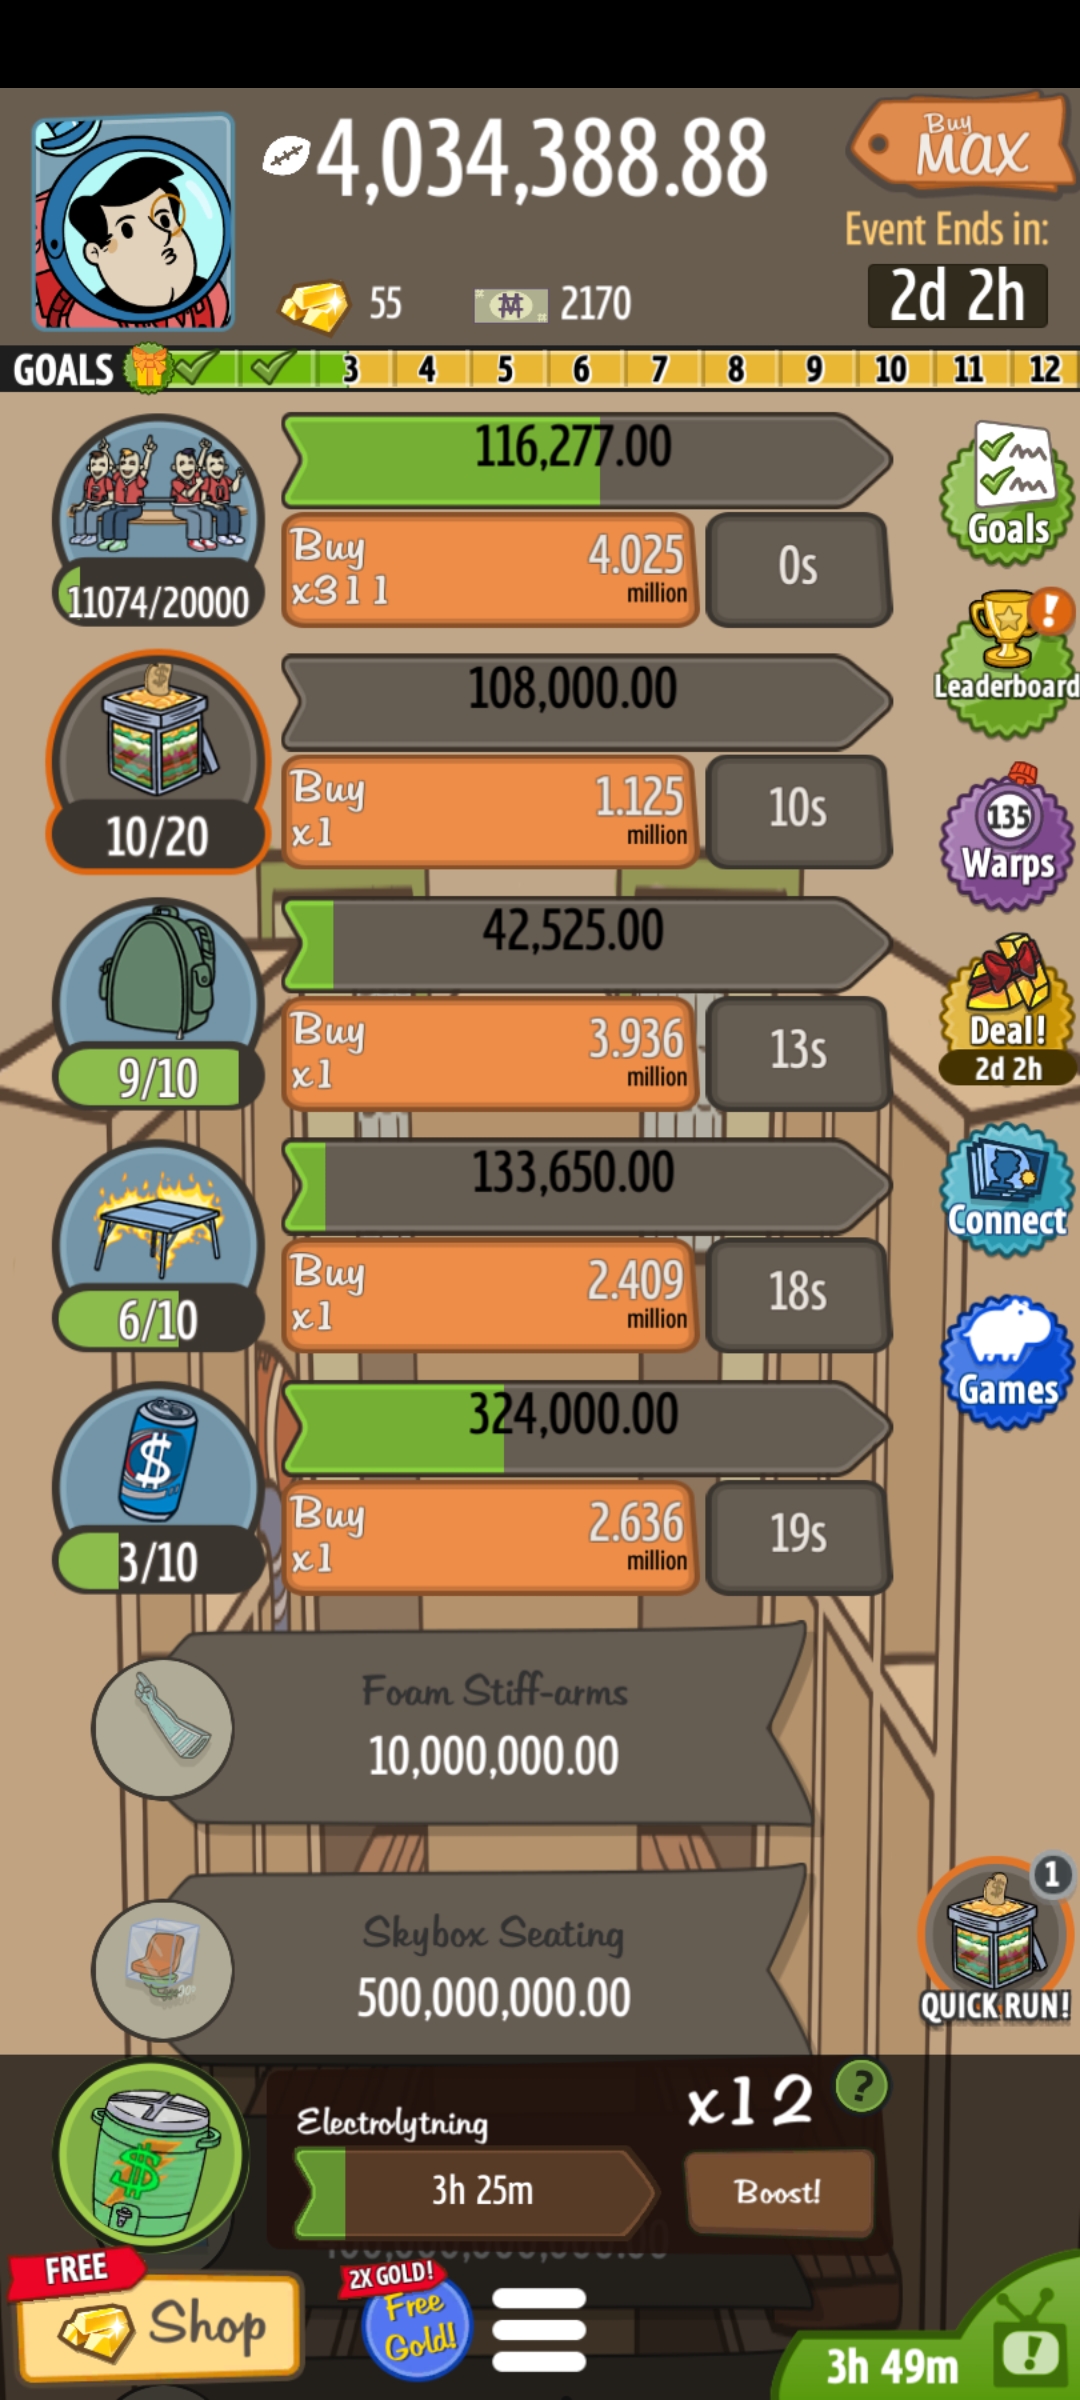 4,034,388.88
Buy
MAX
Event Ends in:
2d 2h
55
2170
GOALS
3 4 5 6 7 8 9 10 11 12
116,277.00
Buy
x311
4.025
million
0s
11074/20000
Goals
108,000.00
Buy
x1
1.125
million
10s
10/20
Leaderboard
42,525.00
Buy
x1
3.936
million
13s
9/10
135
Warps
133,650.00
Buy
x1
2.409
million
18s
6/10
Deal!
2d 2h
324,000.00
Buy
x1
2.636
million
19s
3/10
Connect
Games
Foam Stiff-arms
10,000,000.00
Skybox Seating
500,000,000.00
1
QUICK RUN!
Electrolytning
x12
?
3h 25m
Boost!
FREE
Shop
2X GOLD!
Free
Gold!
3h 49m